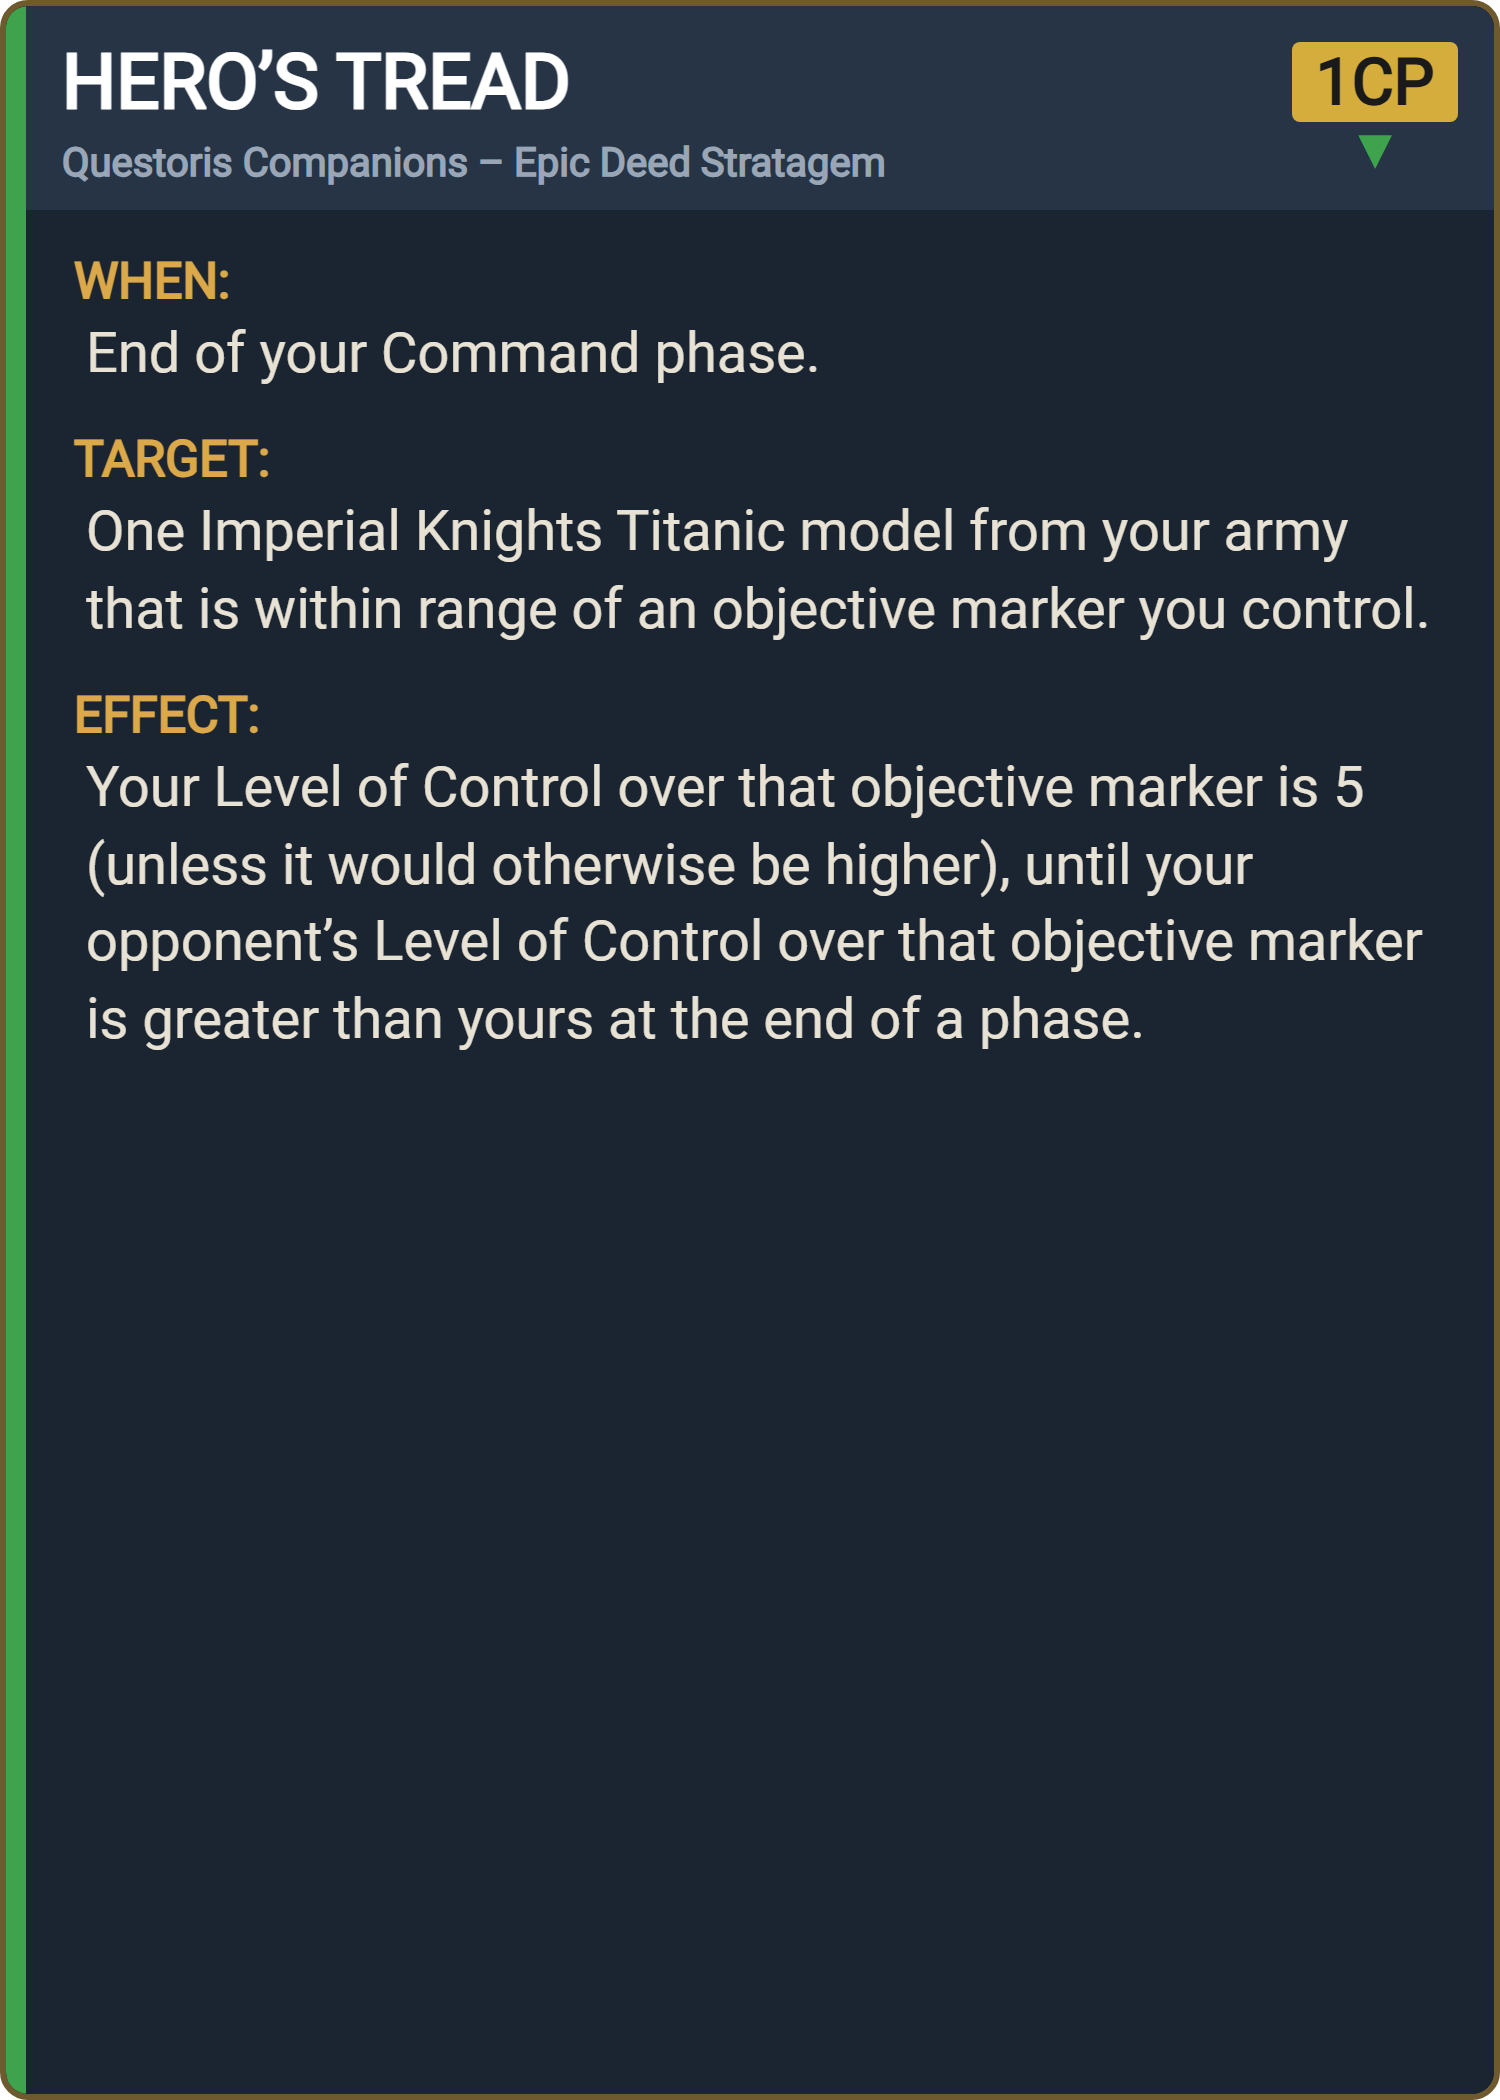 HERO’S TREAD
1CP
Questoris Companions – Epic Deed Stratagem
WHEN:
End of your Command phase.
TARGET:
One Imperial Knights Titanic model from your army
that is within range of an objective marker you control.
EFFECT:
Your Level of Control over that objective marker is 5
(unless it would otherwise be higher), until your
opponent’s Level of Control over that objective marker
is greater than yours at the end of a phase.